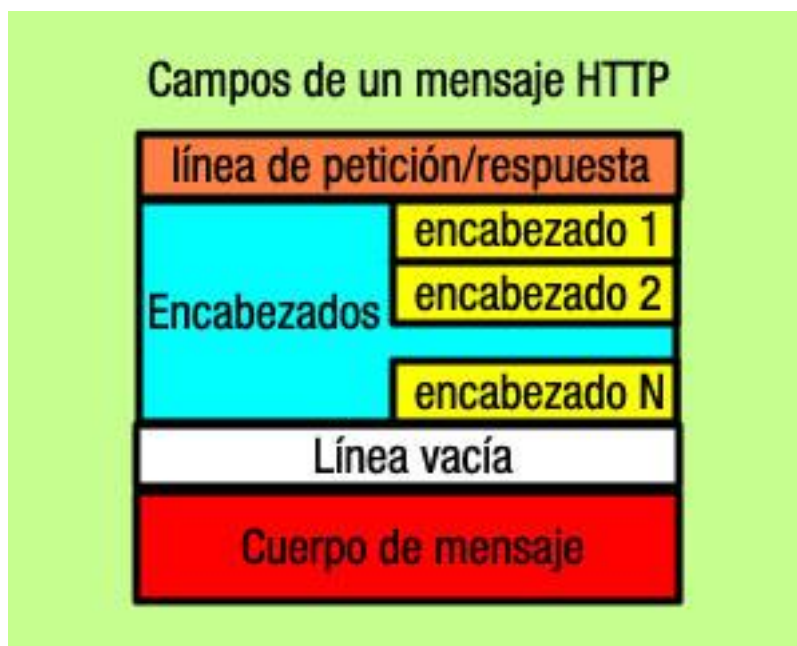 Campos de un mensaje HTTP
línea de petición/respuesta
Encabezados
encabezado 1
encabezado 2
encabezado N
Línea vacía
Cuerpo de mensaje